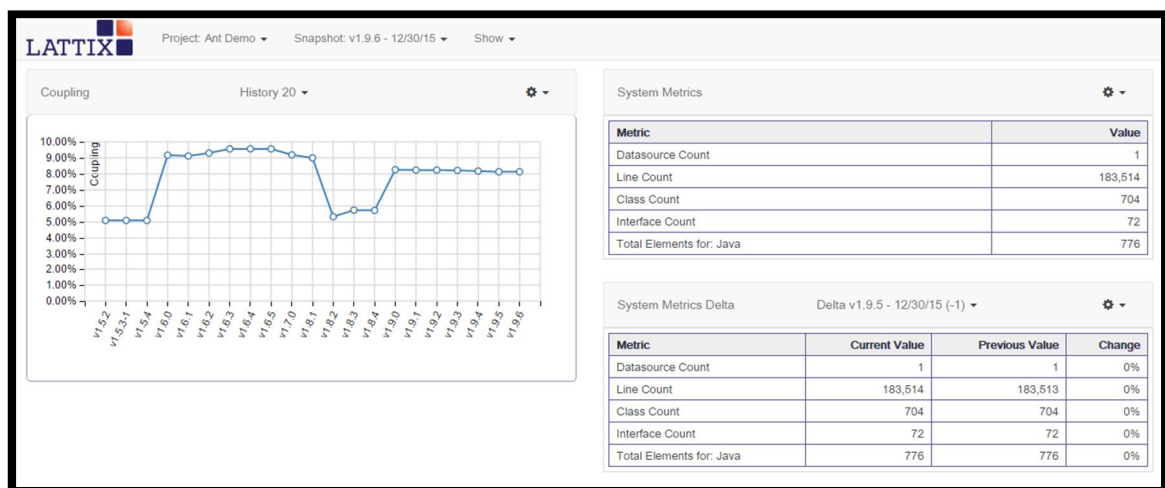 LATTIX
Project: Ant Demo
Snapshot: v1.9.6 - 12/30/15
Show
Coupling
History 20
10.00%
9.00%
8.00%
7.00%
6.00%
5.00%
4.00%
3.00%
2.00%
1.00%
0.00%
Coupling
v1.5.2
v1.5.3-1
v1.5.4
v1.6.0
v1.6.1
v1.6.2
v1.6.3
v1.6.4
v1.6.5
v1.7.0
v1.8.1
v1.8.2
v1.8.3
v1.8.4
v1.9.0
v1.9.1
v1.9.2
v1.9.3
v1.9.4
v1.9.5
v1.9.6
System Metrics
Metric Value
Datasource Count 1
Line Count 183,514
Class Count 704
Interface Count 72
Total Elements for: Java 776
System Metrics Delta
Delta v1.9.5 - 12/30/15 (-1)
Metric Current Value Previous Value Change
Datasource Count 1 1 0%
Line Count 183,514 183,513 0%
Class Count 704 704 0%
Interface Count 72 72 0%
Total Elements for: Java 776 776 0%